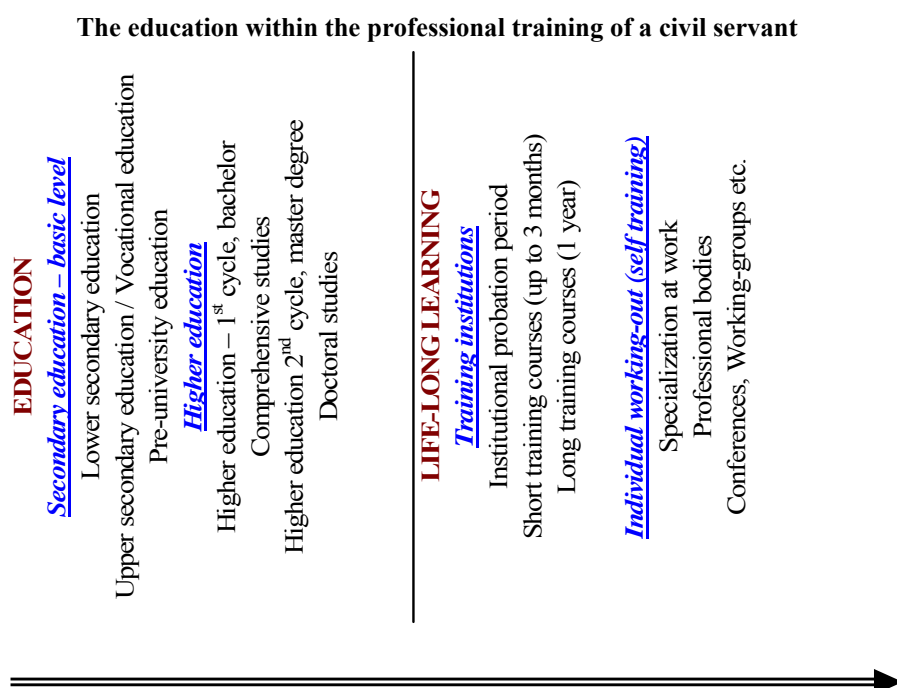 The education within the professional training of a civil servant
EDUCATION
Secondary education – basic level
Lower secondary education
Upper secondary education / Vocational education
Pre-university education
Higher education
Higher education – 1st cycle, bachelor
Comprehensive studies
Higher education 2nd cycle, master degree
Doctoral studies
LIFE-LONG LEARNING
Training institutions
Institutional probation period
Short training courses (up to 3 months)
Long training courses (1 year)
Individual working-out (self training)
Specialization at work
Professional bodies
Conferences, Working-groups etc.